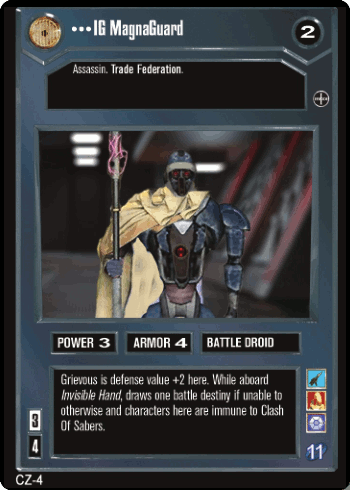 •••IG MagnaGuard
2
Assassin. Trade Federation.
POWER 3
ARMOR 4
BATTLE DROID
Grievous is defense value +2 here. While aboard
Invisible Hand, draws one battle destiny if unable to
otherwise and characters here are immune to Clash
Of Sabers.
3
4
11
CZ-4